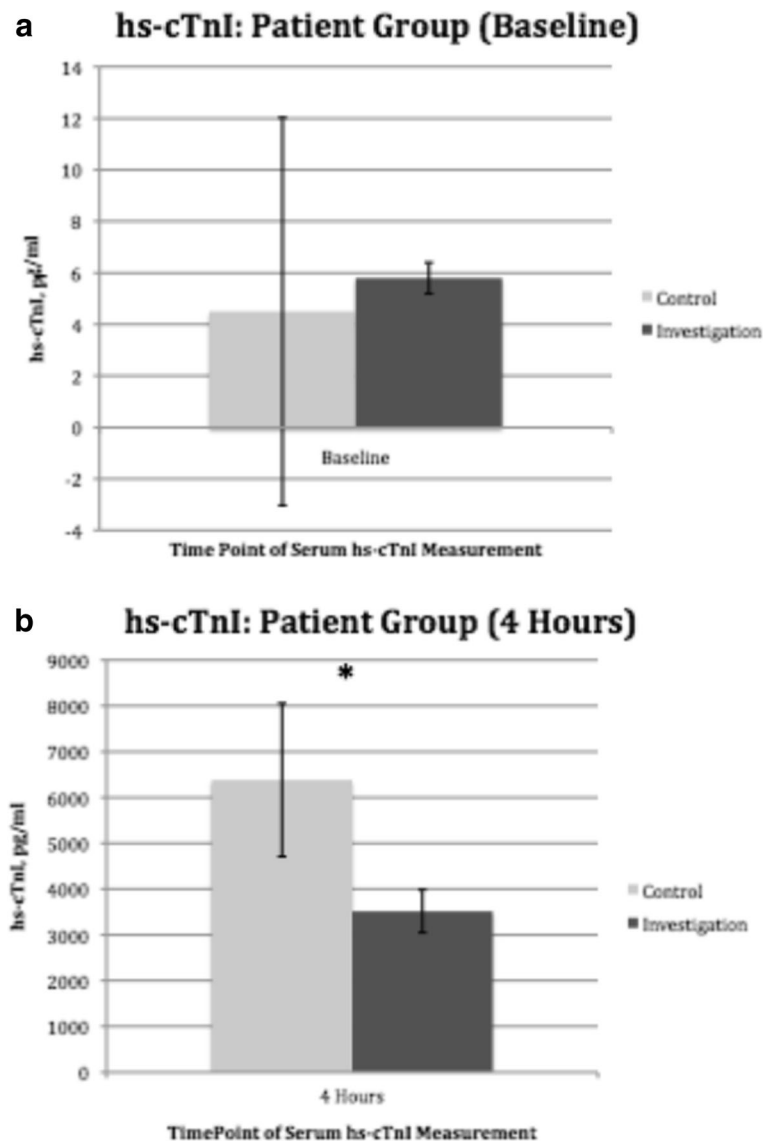 a
hs-cTnI: Patient Group (Baseline)
14
12
10
8
6
4
2
0
-2
-4
hs-cTnI,
Baseline
Control
Investigation
Time Point of Serum hs-cTnI Measurement
b
hs-cTnI: Patient Group (4 Hours)
9000
8000
7000
6000
5000
4000
3000
2000
1000
0
hs-cTnI, pg/ml
*
4 Hours
Control
Investigation
TimePoint of Serum hs-cTnI Measurement